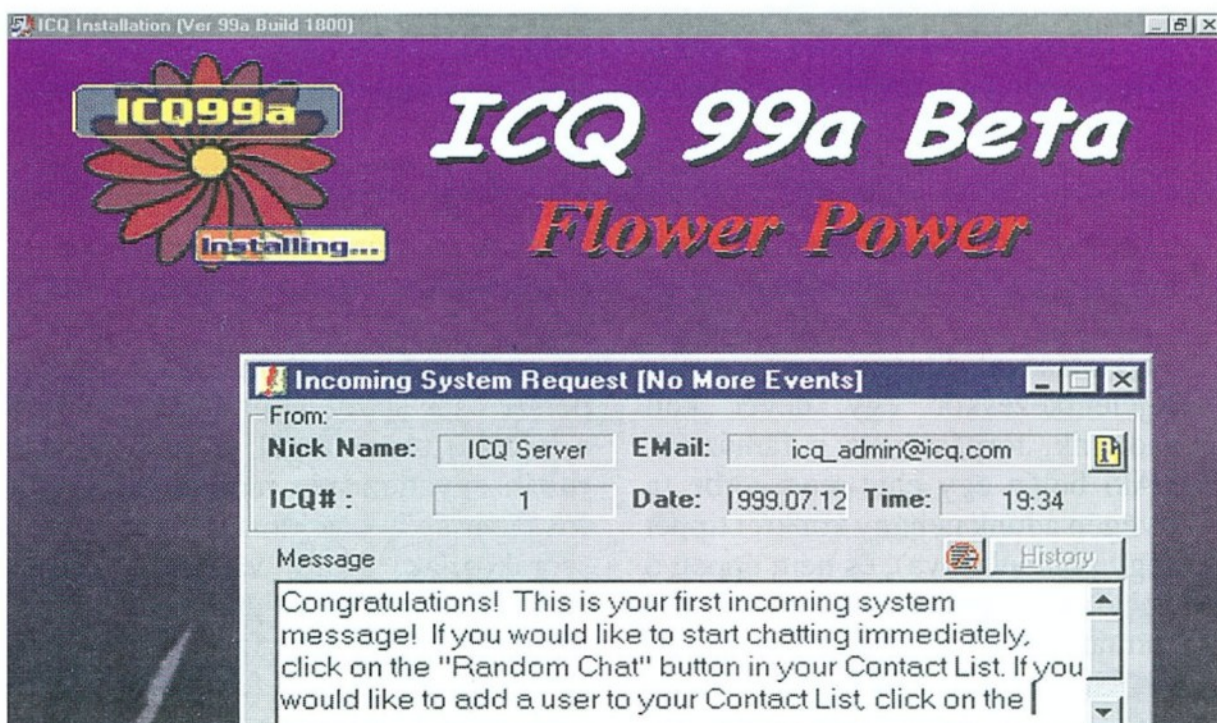 ICQ Installation (Ver 99a Build 1800)
ICQ99a
Installing...
ICQ 99a Beta
Flower Power
Incoming System Request [No More Events]
From:
Nick Name: ICQ Server EMail: icq_admin@icq.com
ICQ# : 1 Date: 1999.07.12 Time: 19:34
Message History
Congratulations! This is your first incoming system
message! If you would like to start chatting immediately,
click on the "Random Chat" button in your Contact List. If you
would like to add a user to your Contact List, click on the